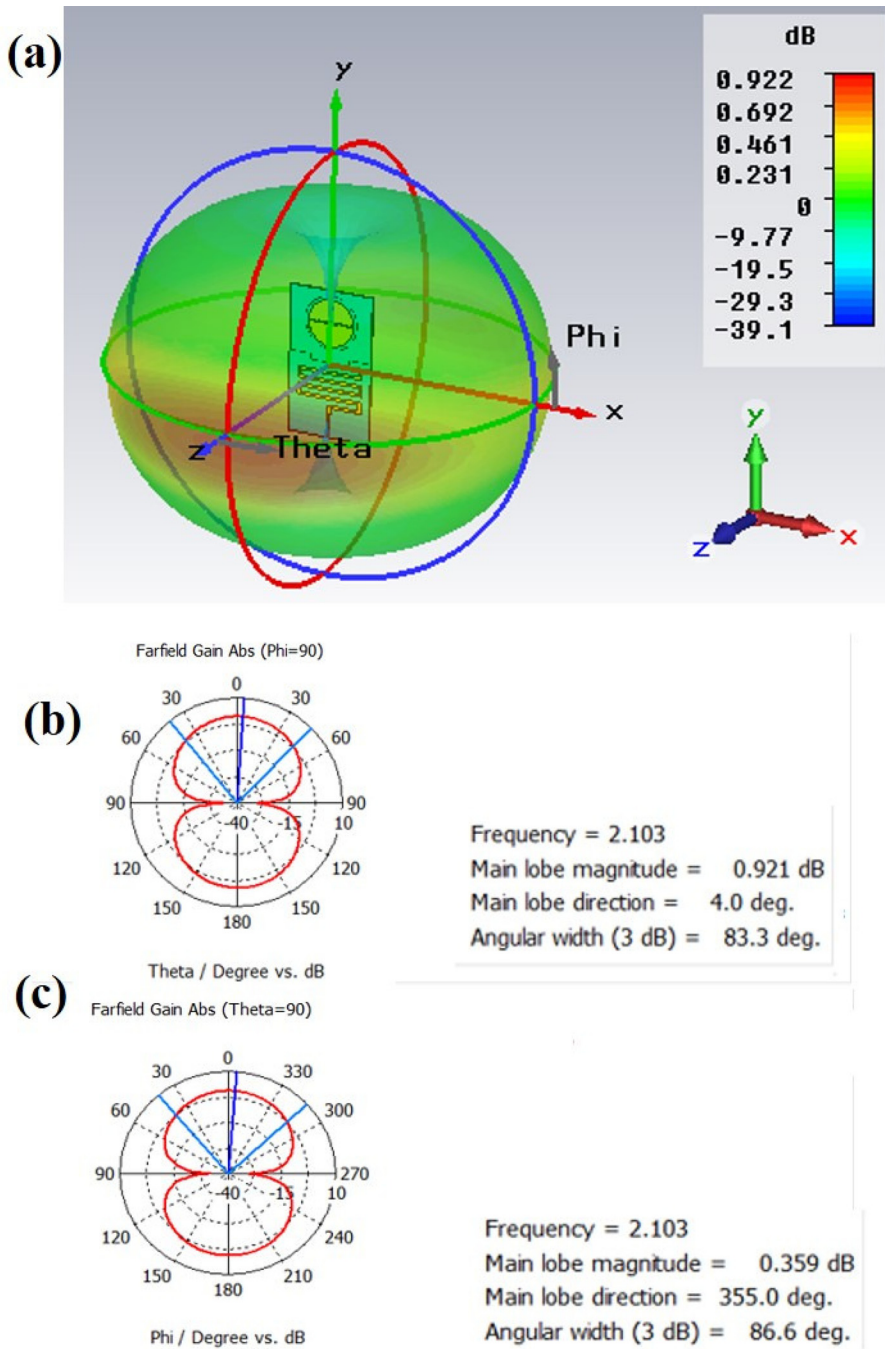 (a)
y
dB
0.922
0.692
0.461
0.231
0
-9.77
-19.5
-29.3
-39.1
Phi
x
z
Theta
y
z
x
(b)
Farfield Gain Abs (Phi=90)
0
30
30
60
60
90
-40
-15
10
90
120
120
150
180
150
Theta / Degree vs. dB
Frequency = 2.103
Main lobe magnitude = 0.921 dB
Main lobe direction = 4.0 deg.
Angular width (3 dB) = 83.3 deg.
(c)
Farfield Gain Abs (Theta=90)
0
30
330
60
300
90
-40
-15
10
270
120
240
150
180
210
Phi / Degree vs. dB
Frequency = 2.103
Main lobe magnitude = 0.359 dB
Main lobe direction = 355.0 deg.
Angular width (3 dB) = 86.6 deg.